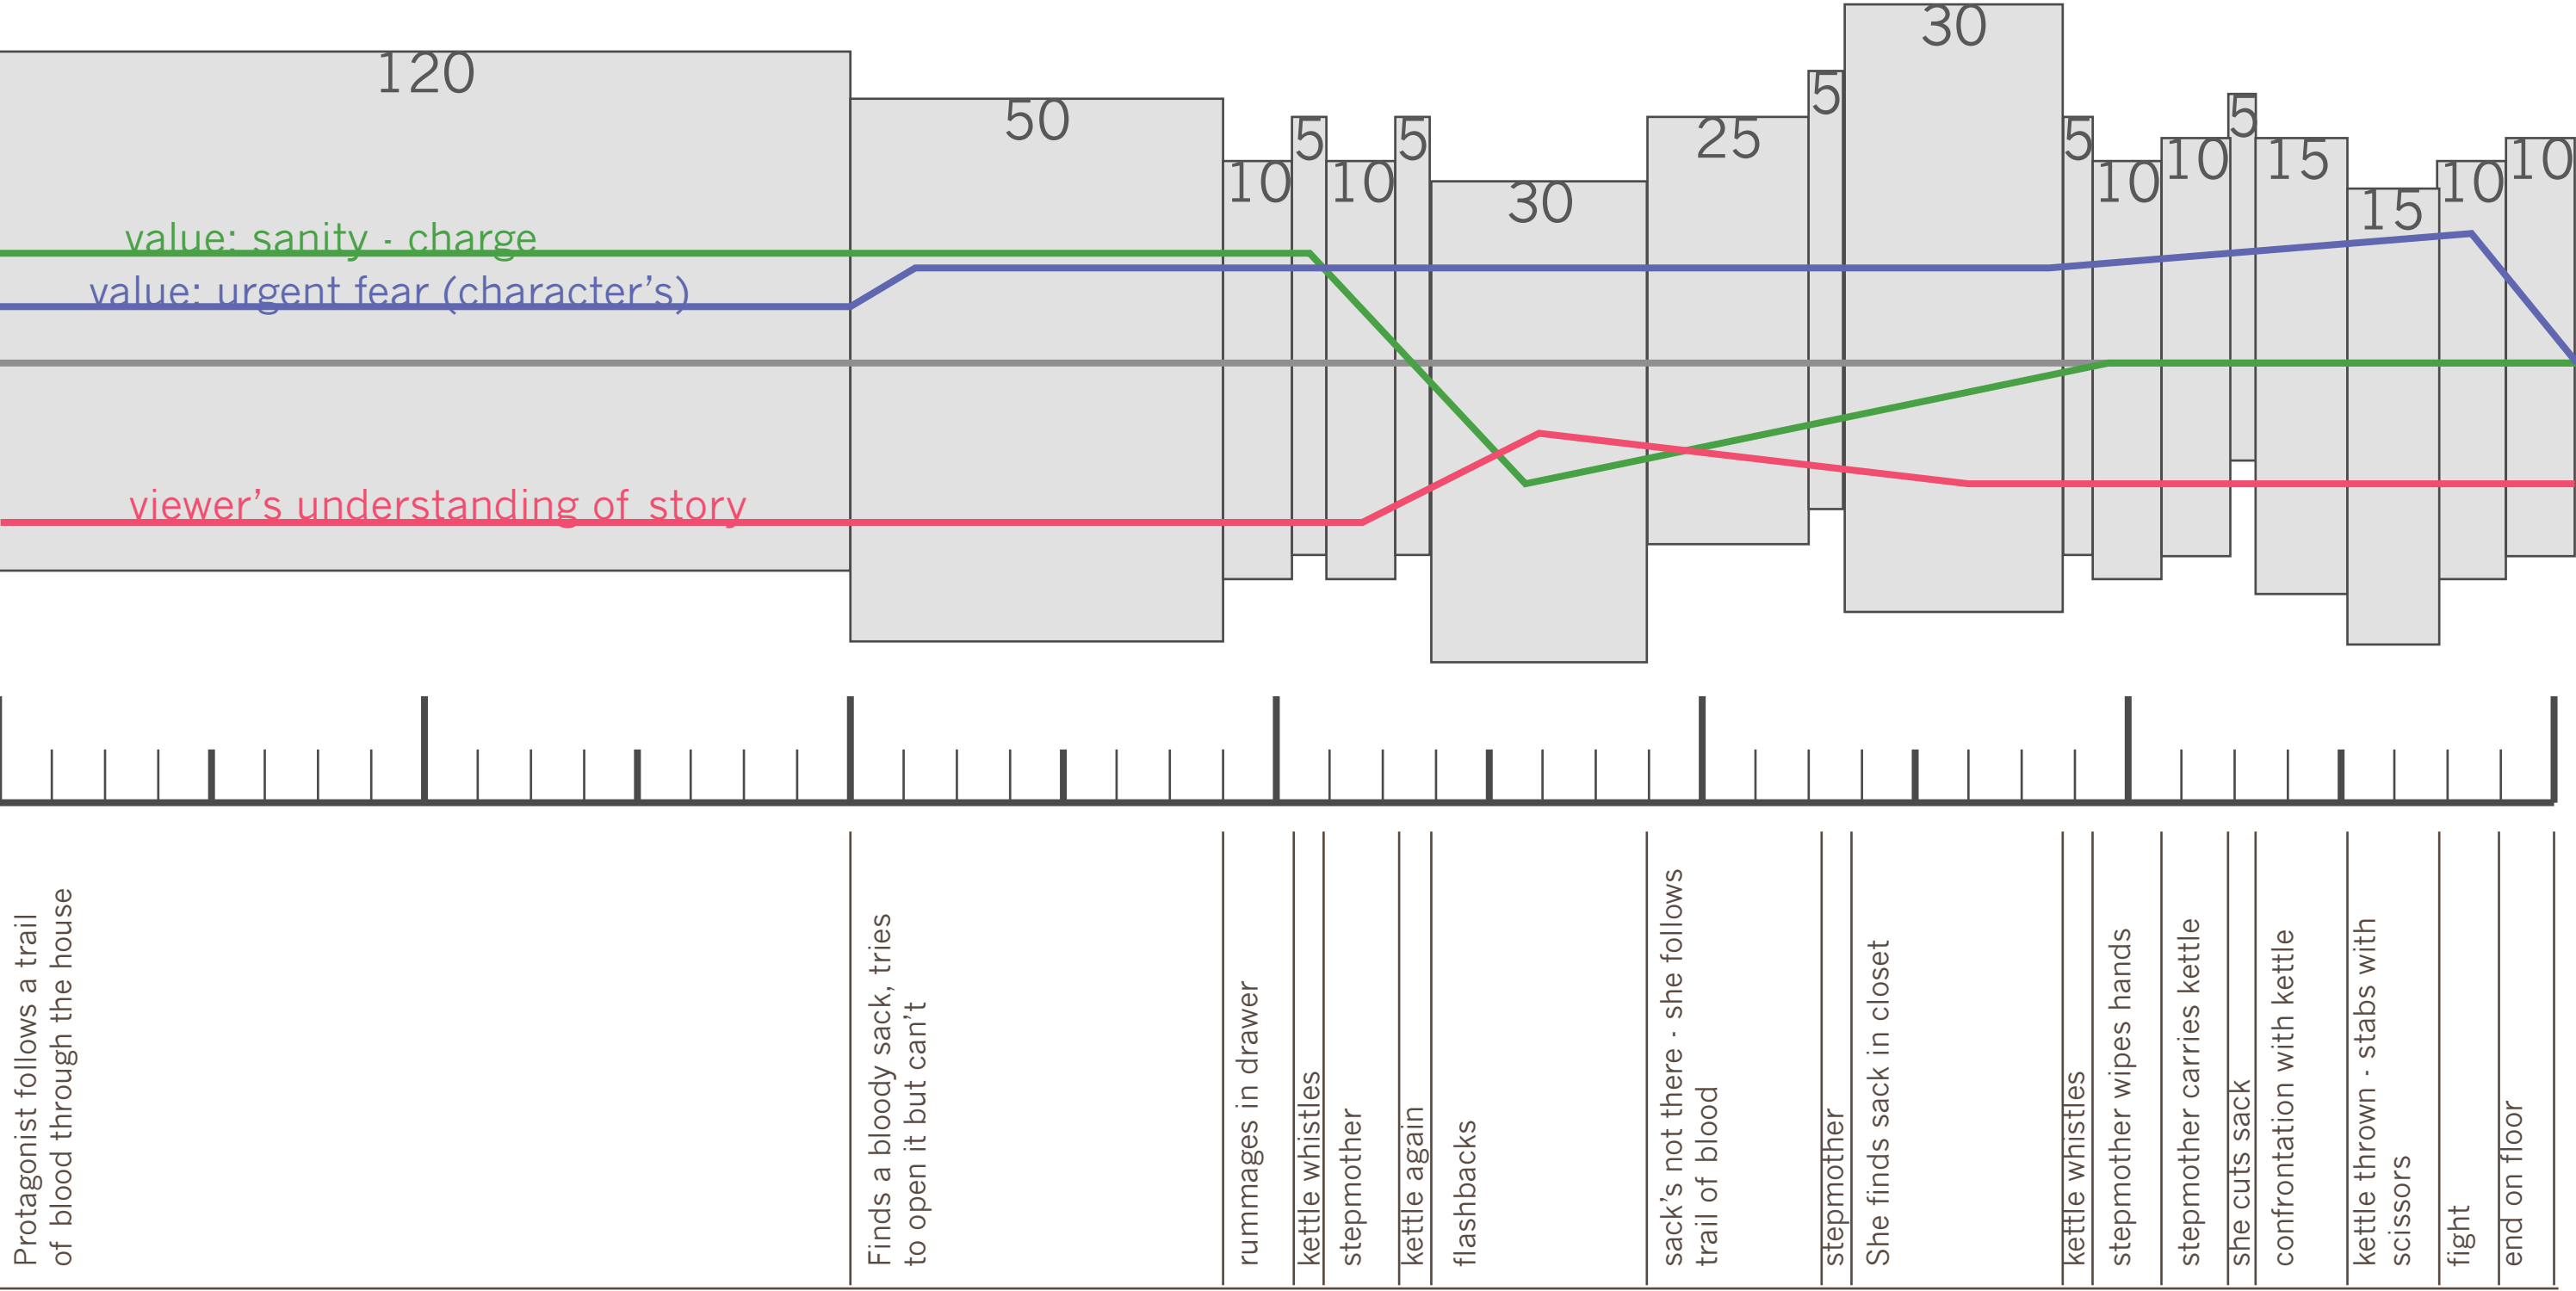 120
50
10
5
10
5
30
25
5
30
5
10
10
5
15
15
10
10
value: sanity - charge
value: urgent fear (character’s)
viewer’s understanding of story
Protagonist follows a trail
of blood through the house
Finds a bloody sack, tries
to open it but can’t
rummages in drawer
kettle whistles
stepmother
kettle again
flashbacks
sack’s not there - she follows
trail of blood
stepmother
She finds sack in closet
kettle whistles
stepmother wipes hands
stepmother carries kettle
she cuts sack
confrontation with kettle
kettle thrown - stabs with
scissors
fight
end on floor